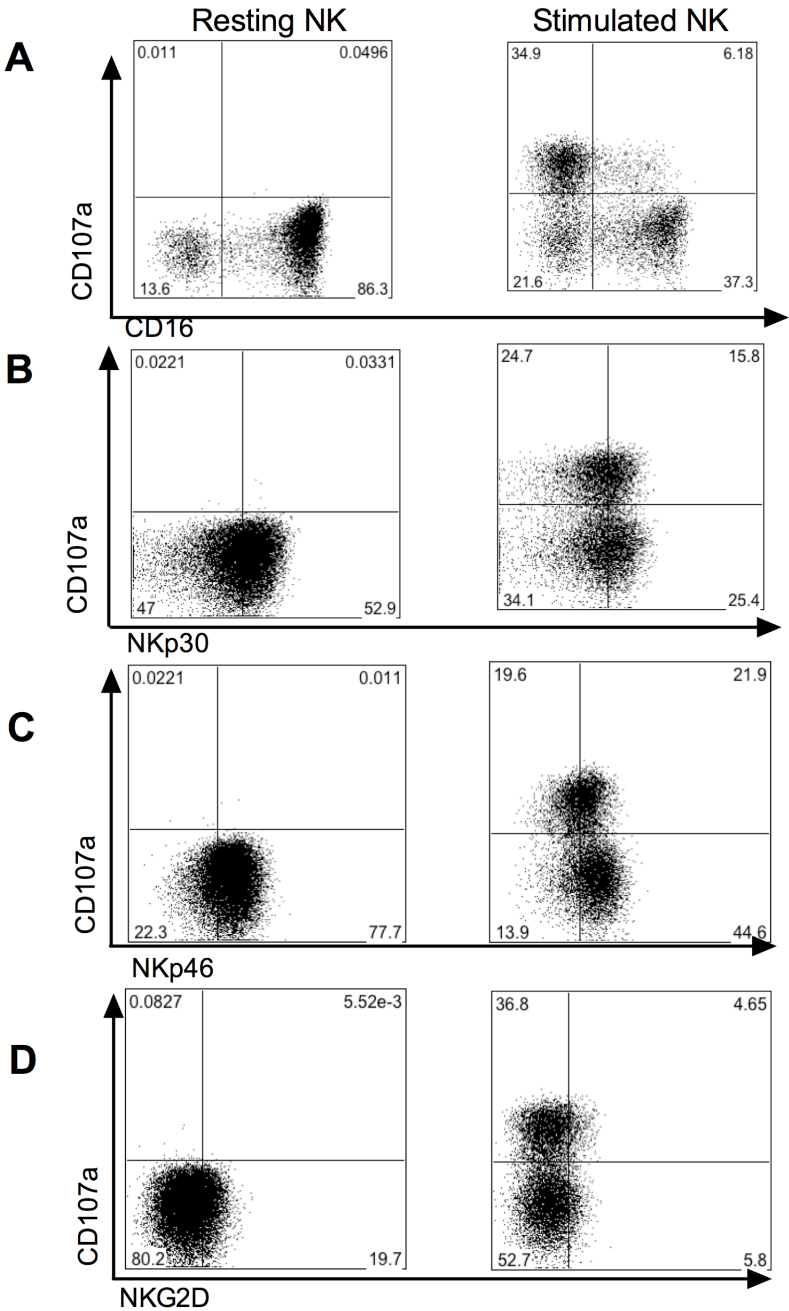 Resting NK Stimulated NK
A
0.011 0.0496 34.9 6.18
CD107a
13.6 86.3 21.6 37.3
CD16
B
0.0221 0.0331 24.7 15.8
CD107a
47 52.9 34.1 25.4
NKp30
C
0.0221 0.011 19.6 21.9
CD107a
22.3 77.7 13.9 44.6
NKp46
D
0.0827 5.52e-3 36.8 4.65
CD107a
80.2 19.7 52.7 5.8
NKG2D